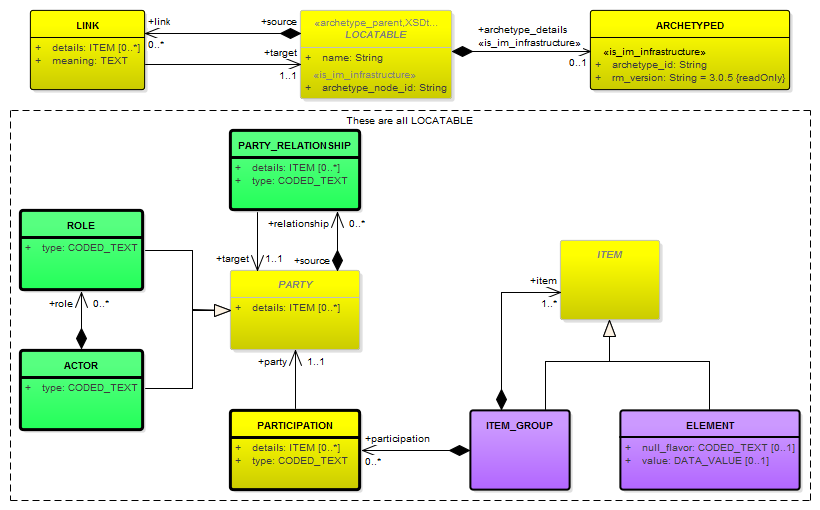 LINK
+ details: ITEM [0..*]
+ meaning: TEXT
+link
0..*
+source
+target
1..1
«archetype_parent,XSDt...
LOCATABLE
+ name: String
«is_im_infrastructure»
+ archetype_node_id: String
+archetype_details
«is_im_infrastructure»
0..1
ARCHETYPED
«is_im_infrastructure»
+ archetype_id: String
+ rm_version: String = 3.0.5 {readOnly}
These are all LOCATABLE
PARTY_RELATIONSHIP
+ details: ITEM [0..*]
+ type: CODED_TEXT
+relationship
0..*
+target
1..1
+source
ROLE
+ type: CODED_TEXT
+role
0..*
ACTOR
+ type: CODED_TEXT
PARTY
+ details: ITEM [0..*]
+party
1..1
PARTICIPATION
+ details: ITEM [0..*]
+ type: CODED_TEXT
+participation
0..*
ITEM
+item
1..*
ITEM_GROUP
ELEMENT
+ null_flavor: CODED_TEXT [0..1]
+ value: DATA_VALUE [0..1]